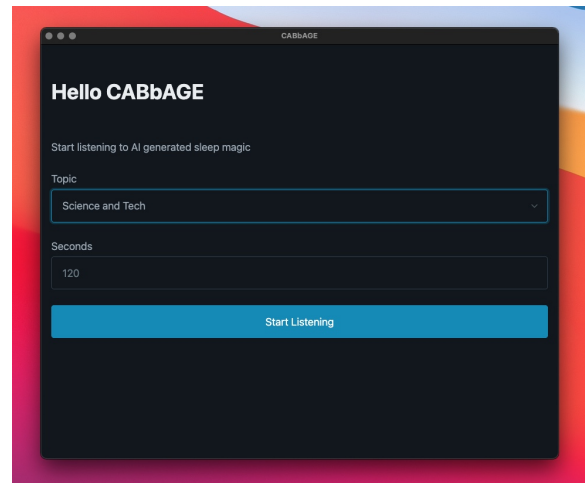 CABbAGE
Hello CABbAGE
Start listening to AI generated sleep magic
Topic
Science and Tech
Seconds
120
Start Listening